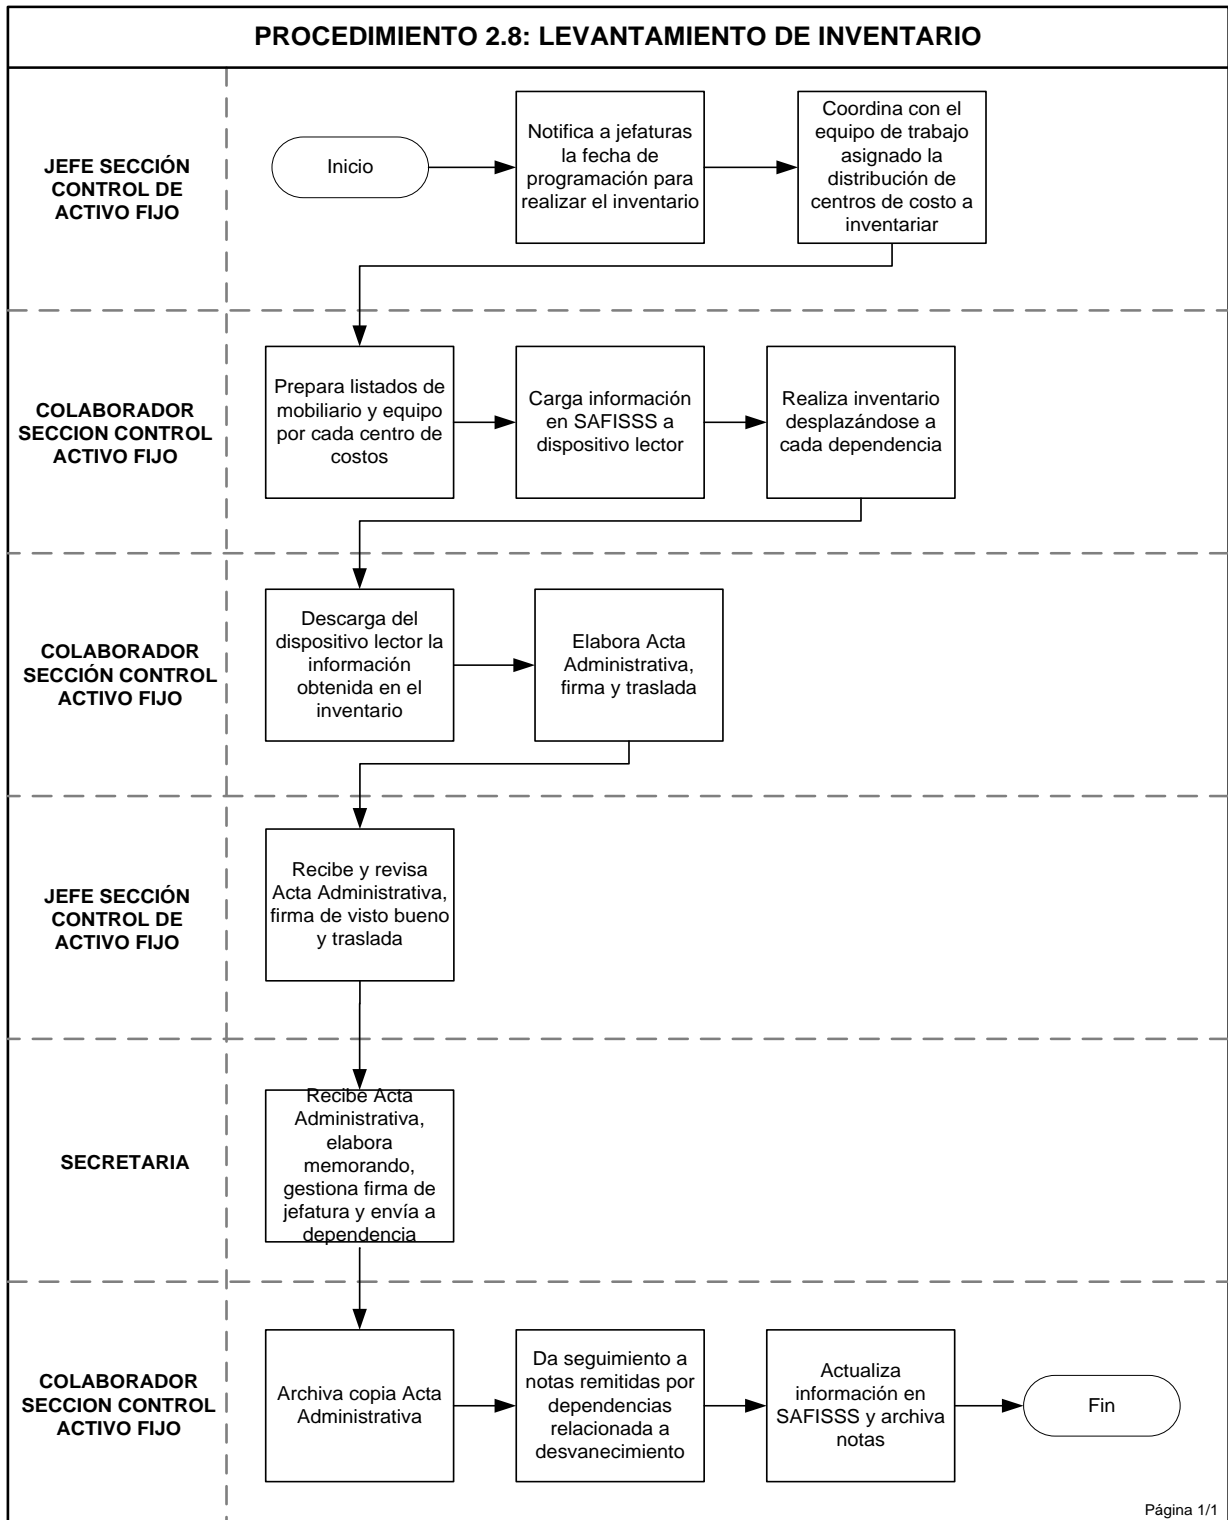 PROCEDIMIENTO 2.8: LEVANTAMIENTO DE INVENTARIO
JEFE SECCIÓN
CONTROL DE
ACTIVO FIJO
Inicio
Notifica a jefaturas
la fecha de
programación para
realizar el inventario
Coordina con el
equipo de trabajo
asignado la
distribución de
centros de costo a
inventariar
COLABORADOR
SECCION CONTROL
ACTIVO FIJO
Prepara listados de
mobiliario y equipo
por cada centro de
costos
Carga información
en SAFISSS a
dispositivo lector
Realiza inventario
desplazándose a
cada dependencia
COLABORADOR
SECCIÓN CONTROL
ACTIVO FIJO
Descarga del
dispositivo lector la
información
obtenida en el
inventario
Elabora Acta
Administrativa,
firma y traslada
JEFE SECCIÓN
CONTROL DE
ACTIVO FIJO
Recibe y revisa
Acta Administrativa,
firma de visto bueno
y traslada
SECRETARIA
Recibe Acta
Administrativa,
elabora
memorando,
gestiona firma de
jefatura y envía a
dependencia
COLABORADOR
SECCION CONTROL
ACTIVO FIJO
Archiva copia Acta
Administrativa
Da seguimiento a
notas remitidas por
dependencias
relacionada a
desvanecimiento
Actualiza
información en
SAFISSS y archiva
notas
Fin
Página 1/1